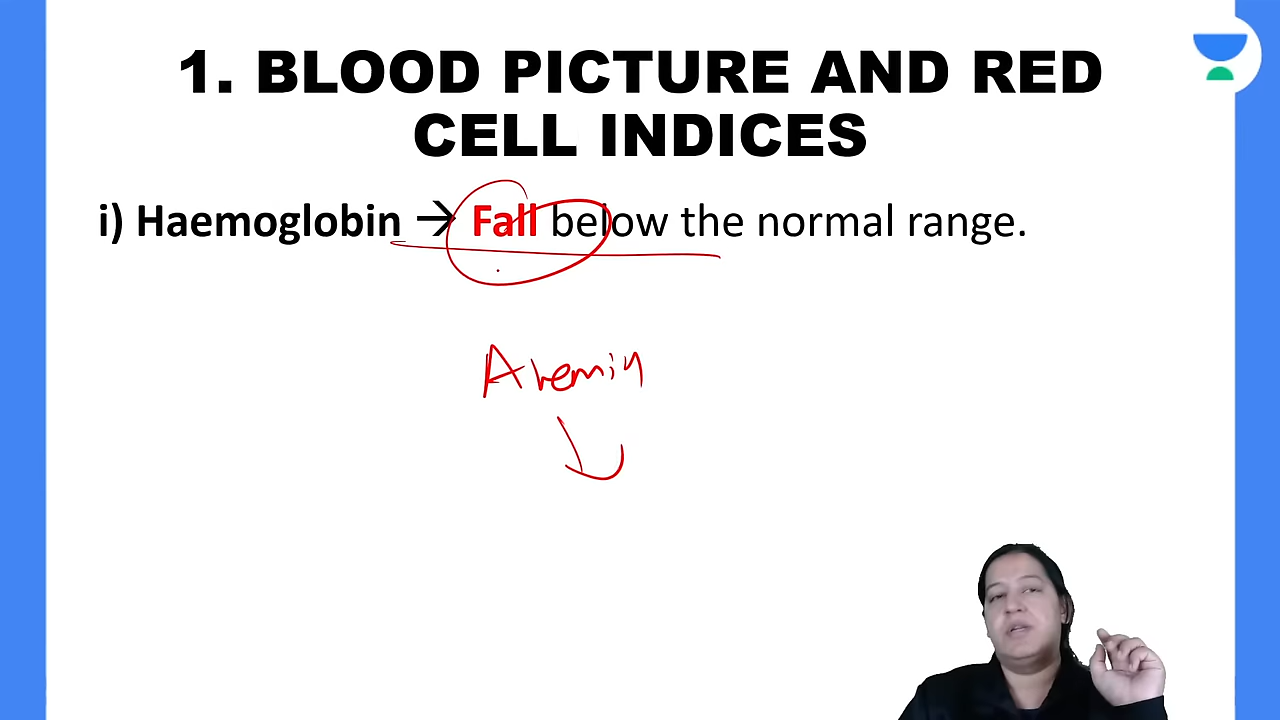 1. BLOOD PICTURE AND RED
CELL INDICES
i) Haemoglobin → Fall below the normal range.
Anemia